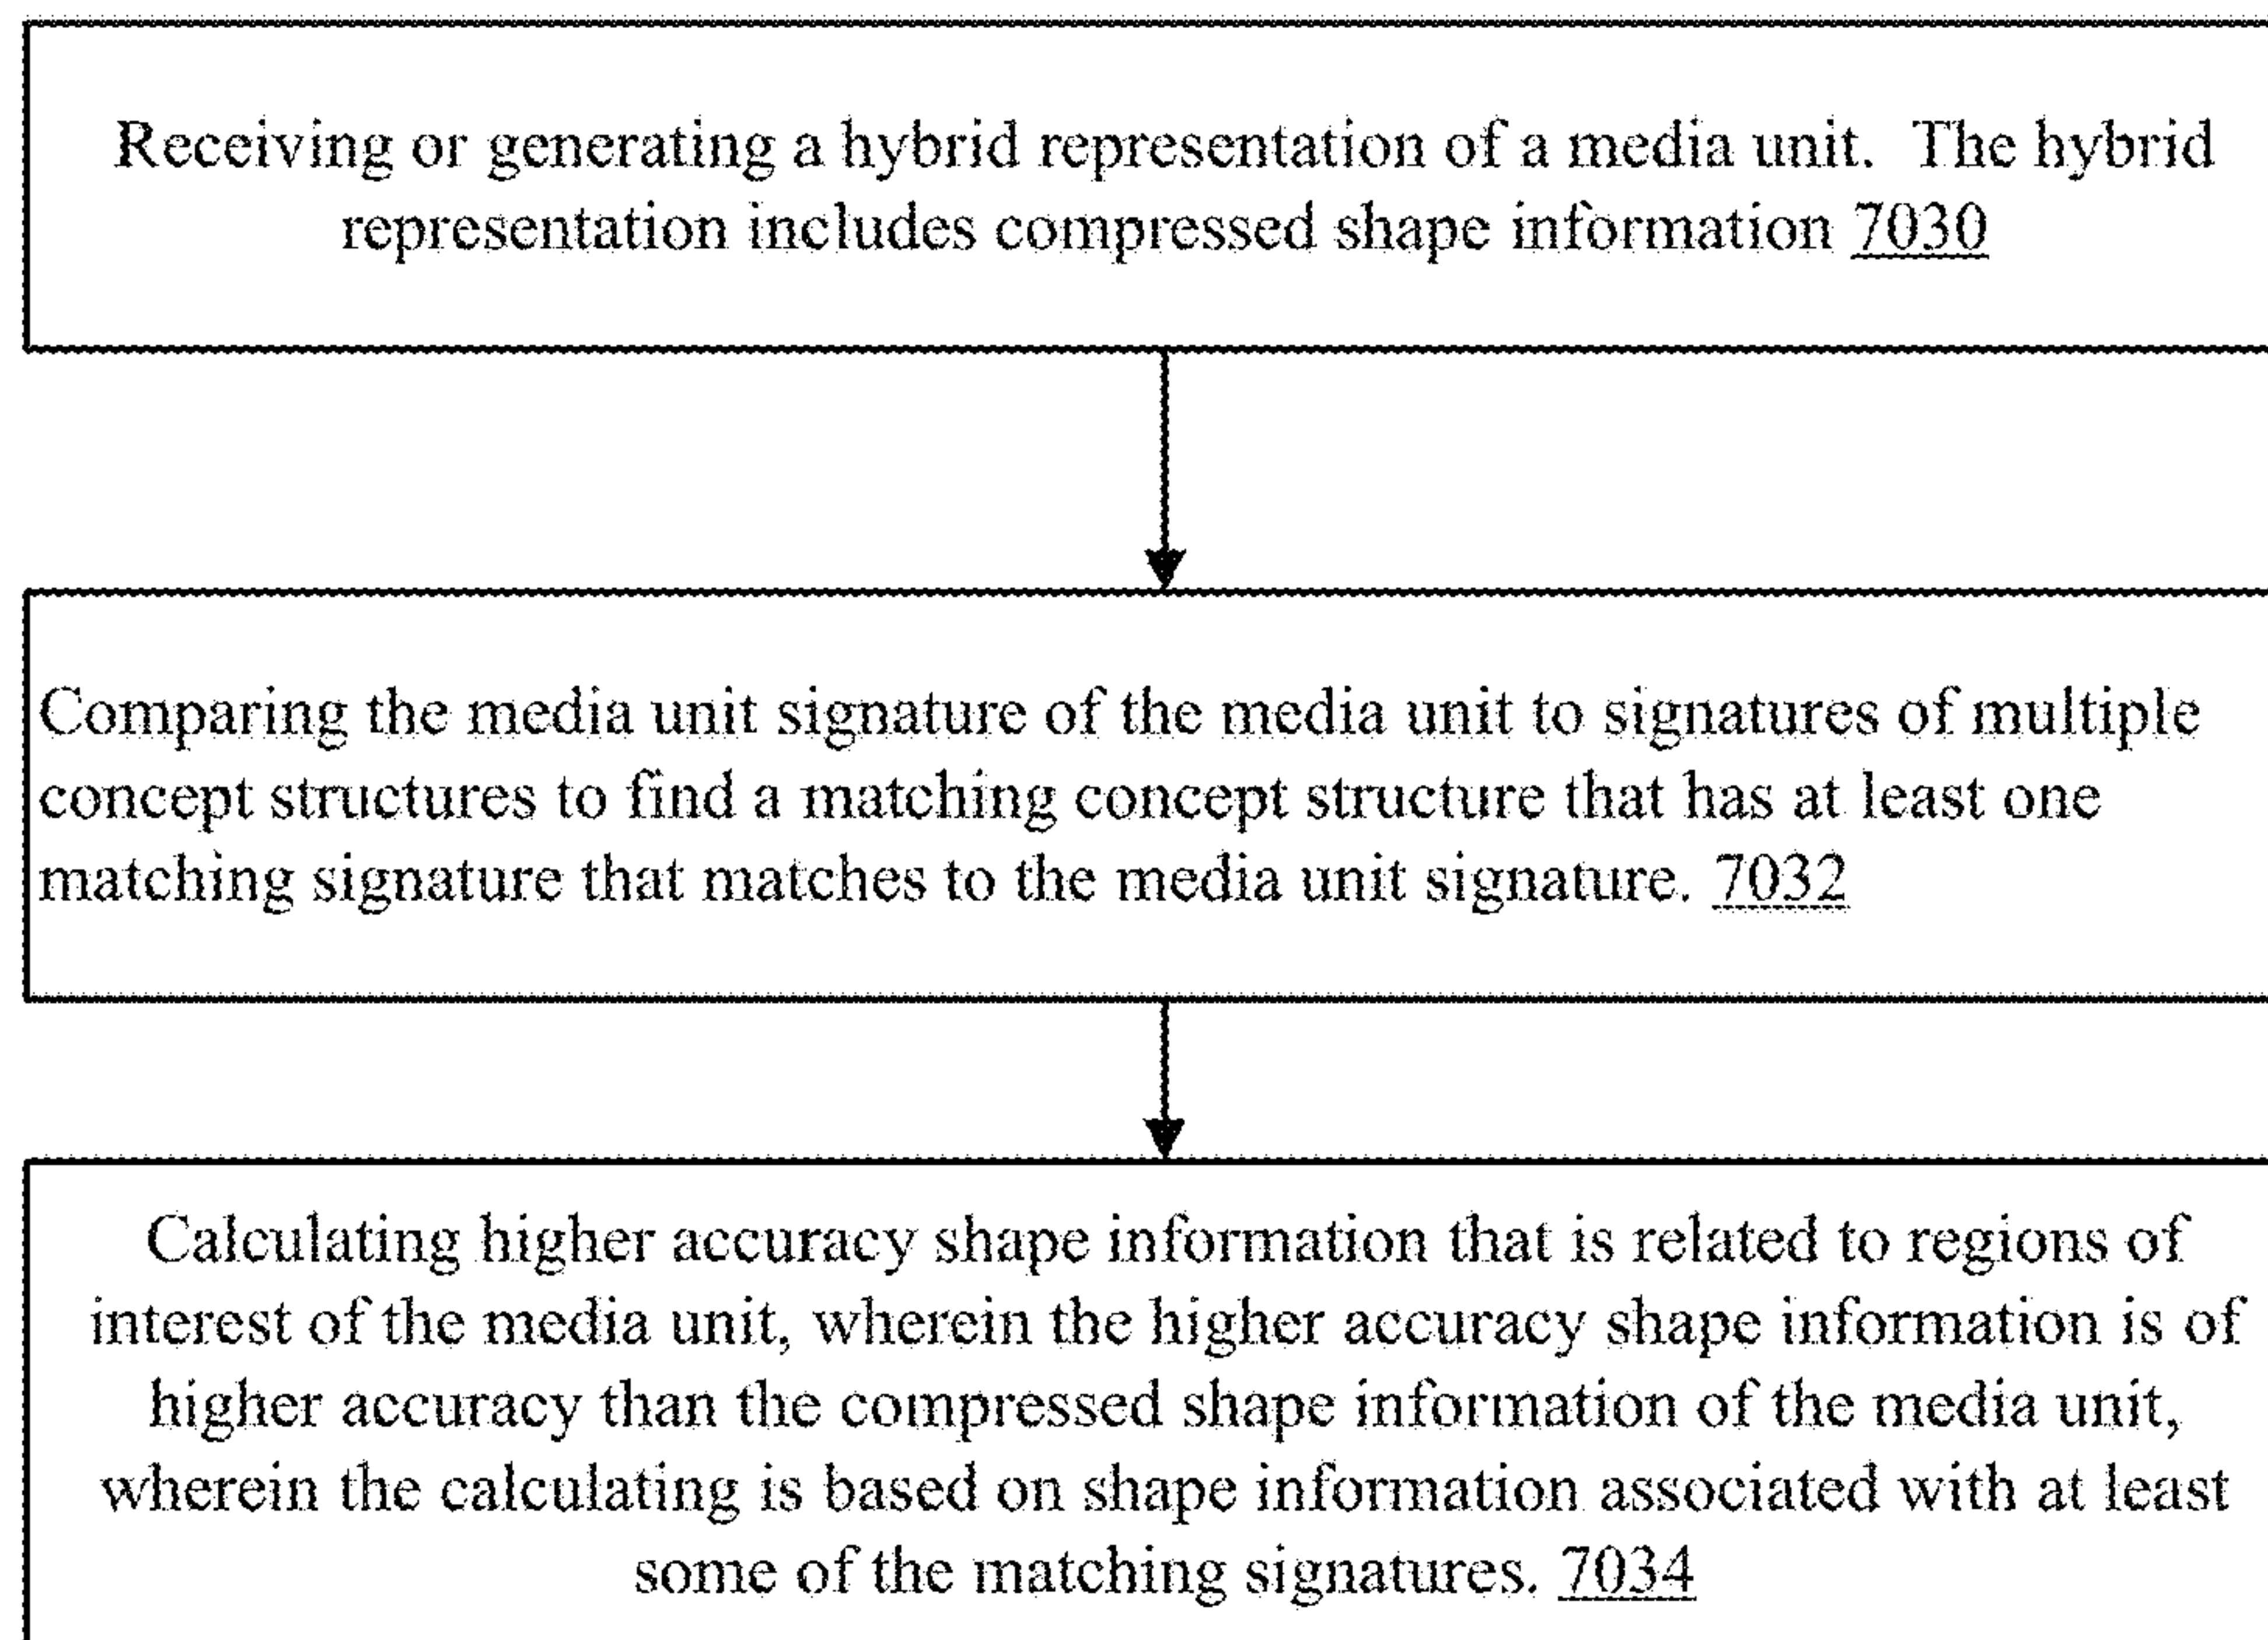 Receiving or generating a hybrid representation of a media unit. The hybrid
representation includes compressed shape information 7030
Comparing the media unit signature of the media unit to signatures of multiple
concept structures to find a matching concept structure that has at least one
matching signature that matches to the media unit signature. 7032
Calculating higher accuracy shape information that is related to regions of
interest of the media unit, wherein the higher accuracy shape information is of
higher accuracy than the compressed shape information of the media unit,
wherein the calculating is based on shape information associated with at least
some of the matching signatures. 7034